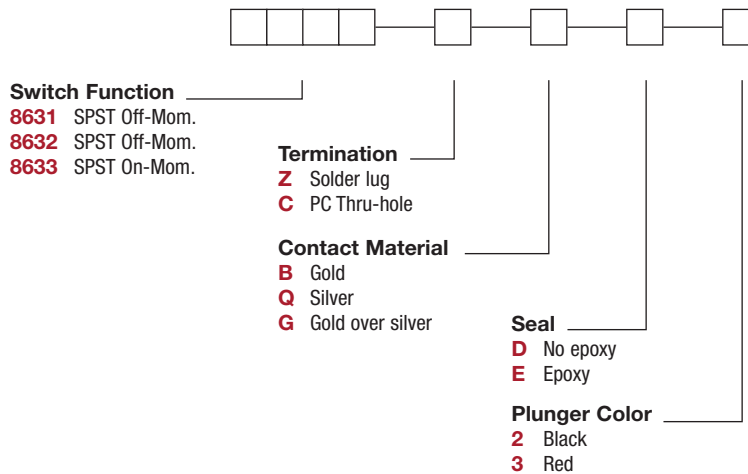 Switch Function
8631 SPST Off-Mom.
8632 SPST Off-Mom.
8633 SPST On-Mom.
Termination
Z Solder lug
C PC Thru-hole
Contact Material
B Gold
Q Silver
G Gold over silver
Seal
D No epoxy
E Epoxy
Plunger Color
2 Black
3 Red